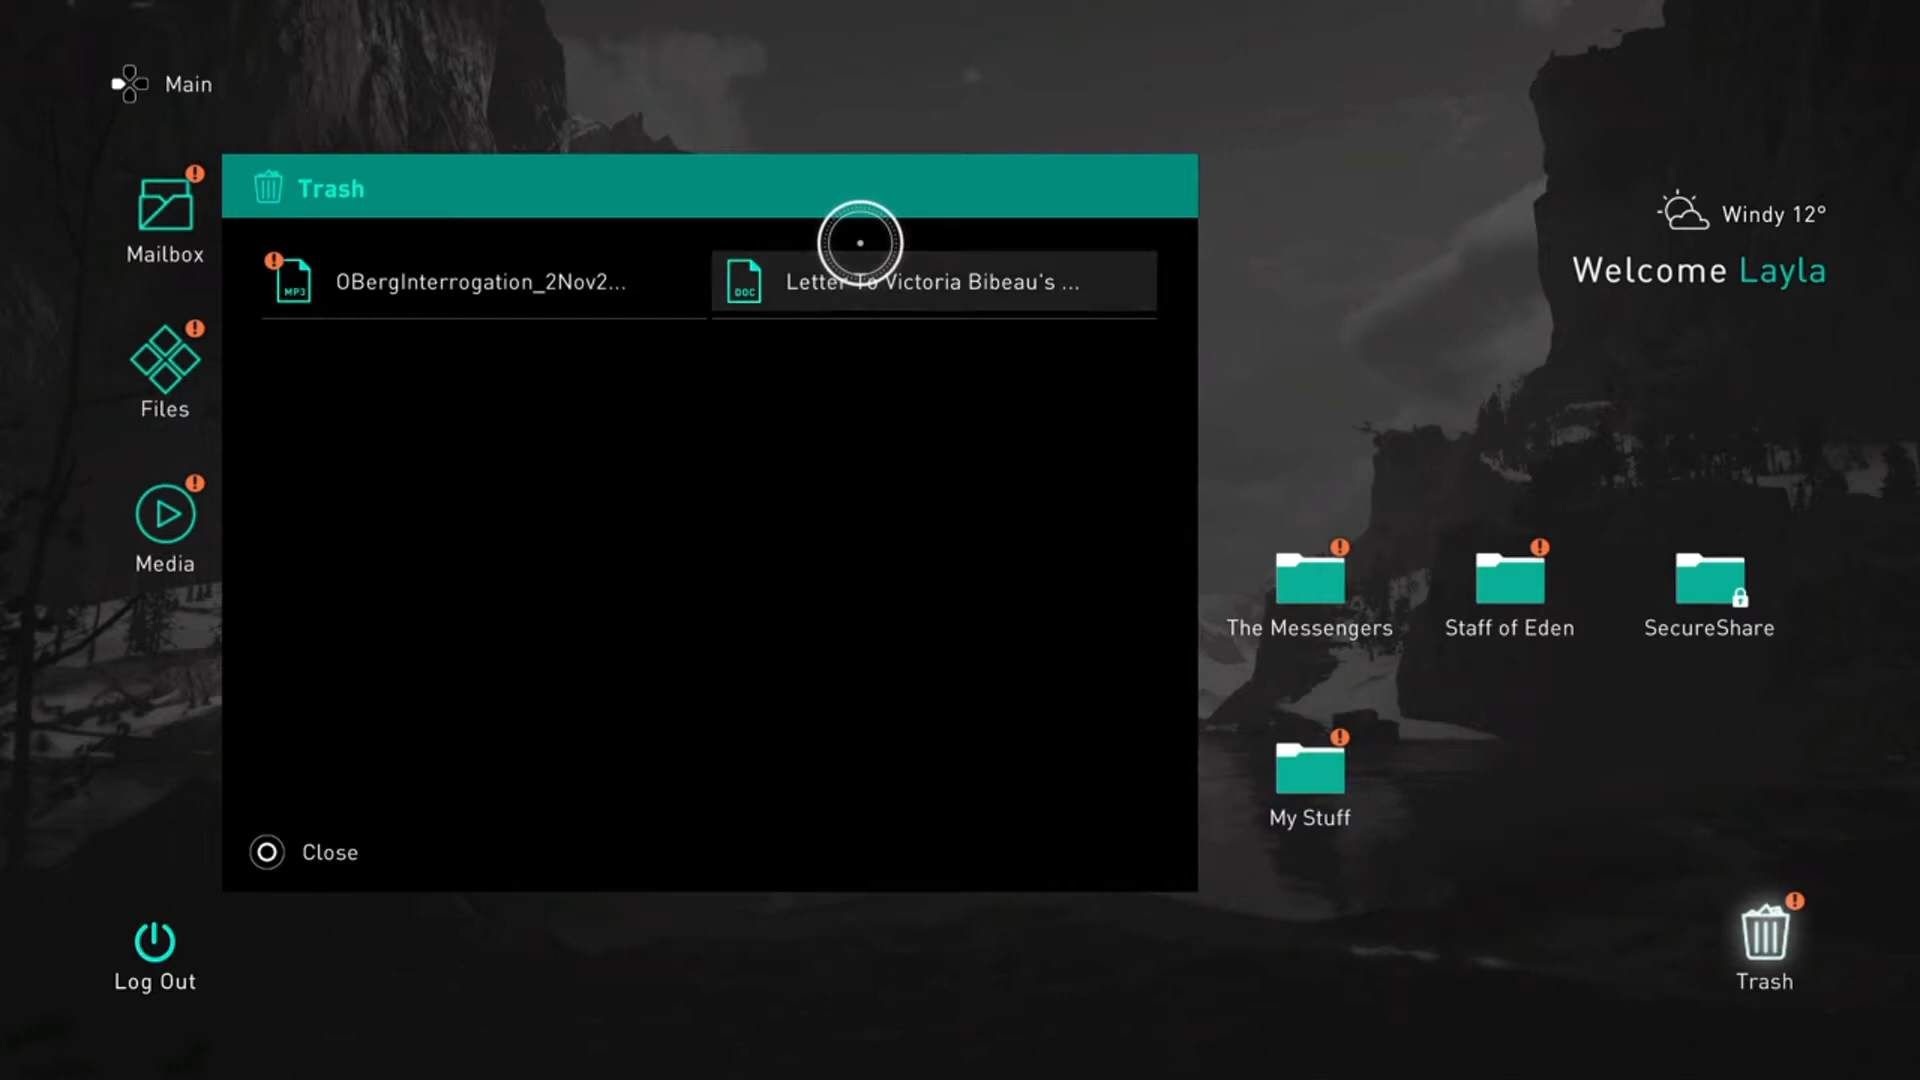 Main
Trash
Mailbox
MP3
OBergInterrogation_2Nov2...
DOC
Letter To Victoria Bibeau's ...
Windy 12°
Welcome Layla
Files
Media
The Messengers
Staff of Eden
SecureShare
My Stuff
Close
Log Out
Trash